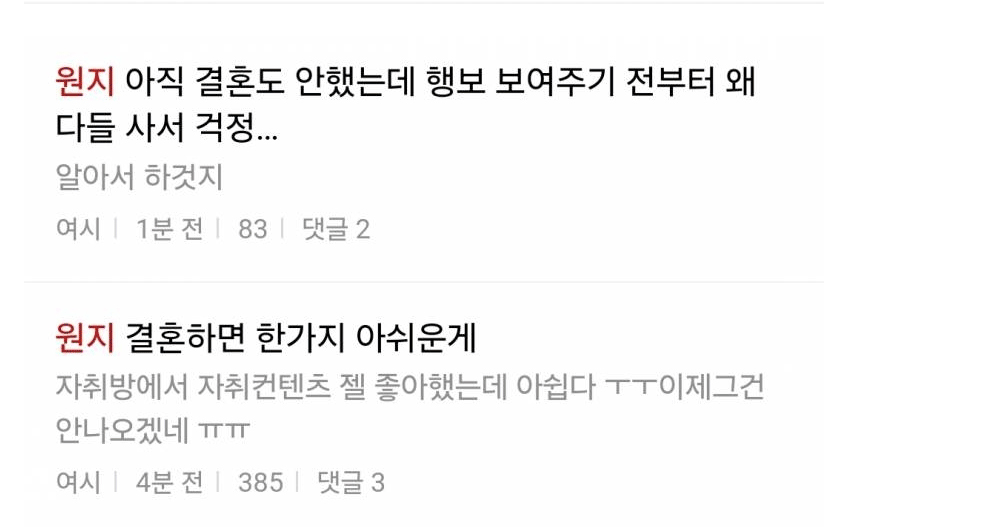 원지 아직 결혼도 안했는데 행보 보여주기 전부터 왜
다들 사서 걱정...
알아서 하것지
여시 | 1분 전 | 83 | 댓글 2
원지 결혼하면 한가지 아쉬운게
자취방에서 자취컨텐츠 젤 좋아했는데 아쉽다 ㅜㅜ이제그건
안나오겠네 ㅠㅠ
여시 | 4분 전 | 385 | 댓글 3